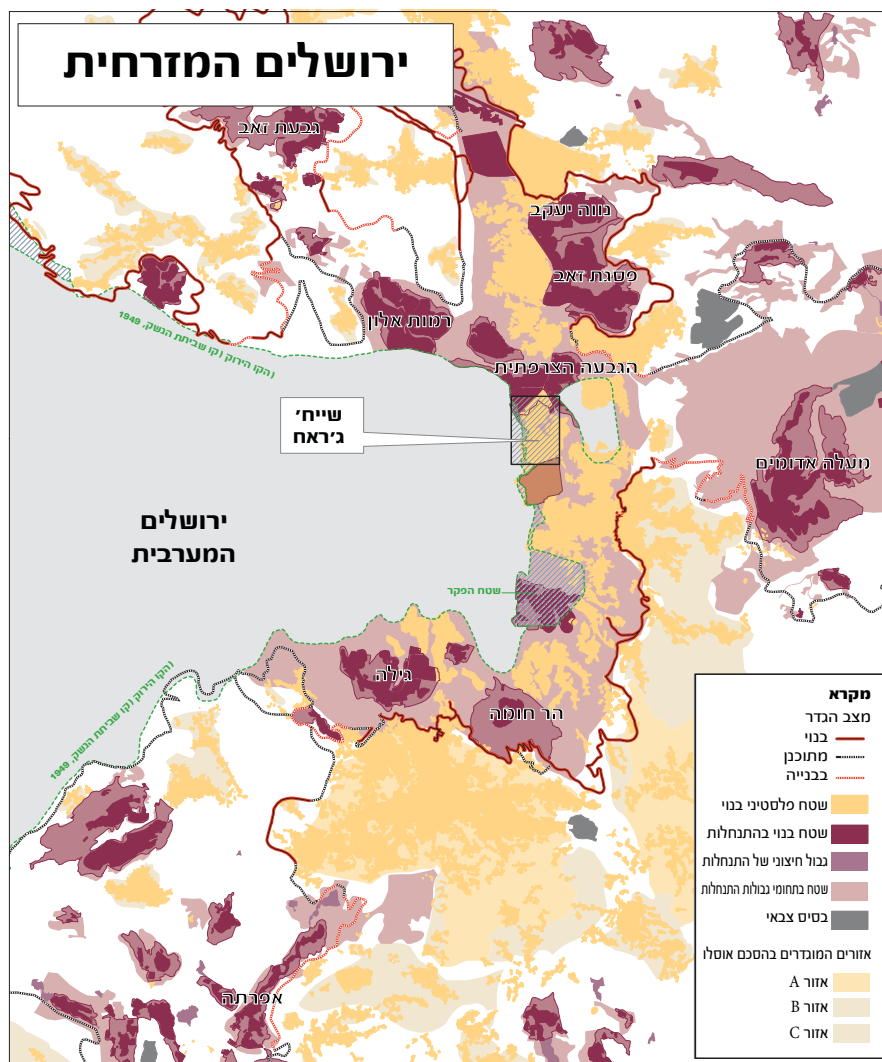 ירושלים המזרחית
גבעת זאב
נווה יעקב
פסגת זאב
רמות אלון
הגבעה הצרפתית
(הקו הירוק (קו שביתת הנשק, 1949
שייח'
ג'ראח
מעלה אדומים
ירושלים
המערבית
שטח הפקר
גילה
הר חומה
(הקו הירוק (קו שביתת הנשק, 1949
אפרתה
מקרא
מצב הגדר
בנוי
מתוכנן
בבנייה
שטח פלסטיני בנוי
שטח בנוי בהתנחלות
גבול חיצוני של התנחלות
שטח בתחומי גבולות התנחלות
בסיס צבאי
אזורים המוגדרים בהסכם אוסלו
אזור A
אזור B
אזור C